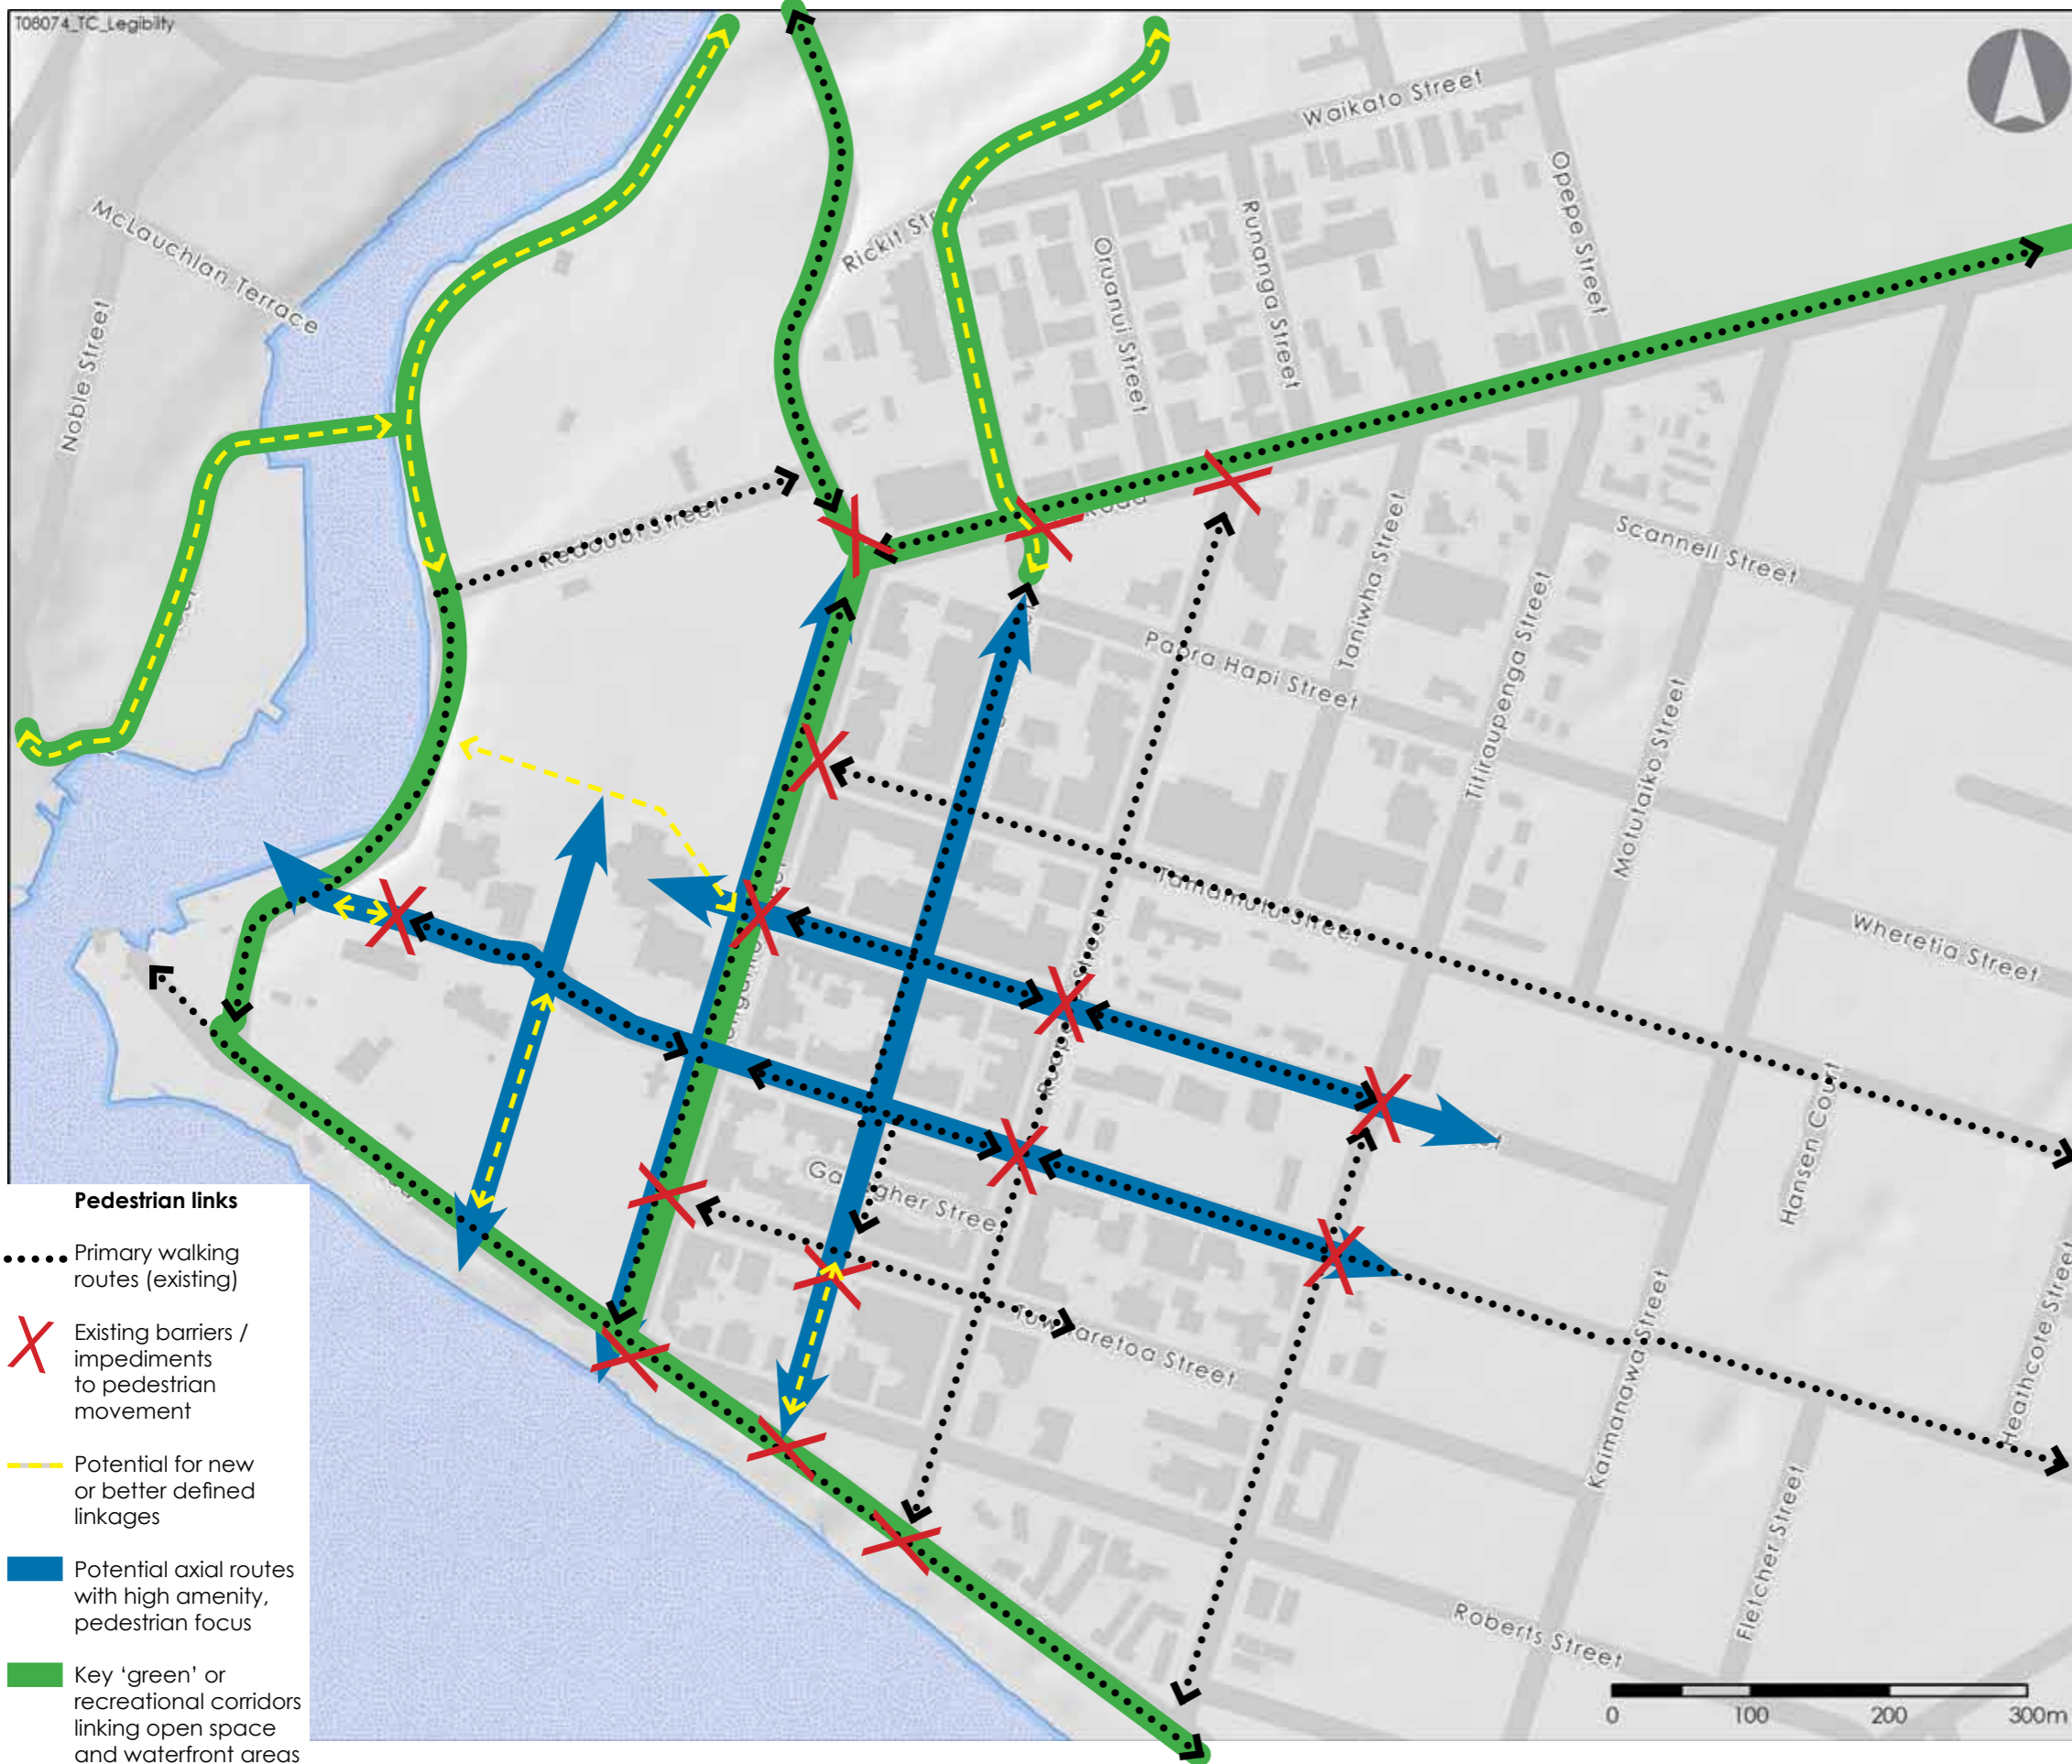 T08074_TC_Legibility
Waikato Street
Opepe Street
McLauchlan Terrace
Rickit
Runanga Street
Oruanui Street
Noble Street
Scannell Street
Taniwha Street
Paora Hapi Street
Titiraupenga Street
Motutaiko Street
Tamamutu Street
Wheretia Street
Hansen Court
Street
Heathcote Street
Kaimanawa Street
Fletcher Street
Roberts Street
Pedestrian links
Primary walking
routes (existing)
Existing barriers /
impediments
to pedestrian
movement
Potential for new
or better defined
linkages
Potential axial routes
with high amenity,
pedestrian focus
Key ‘green’ or
recreational corridors
linking open space
and waterfront areas
0 100 200 300m